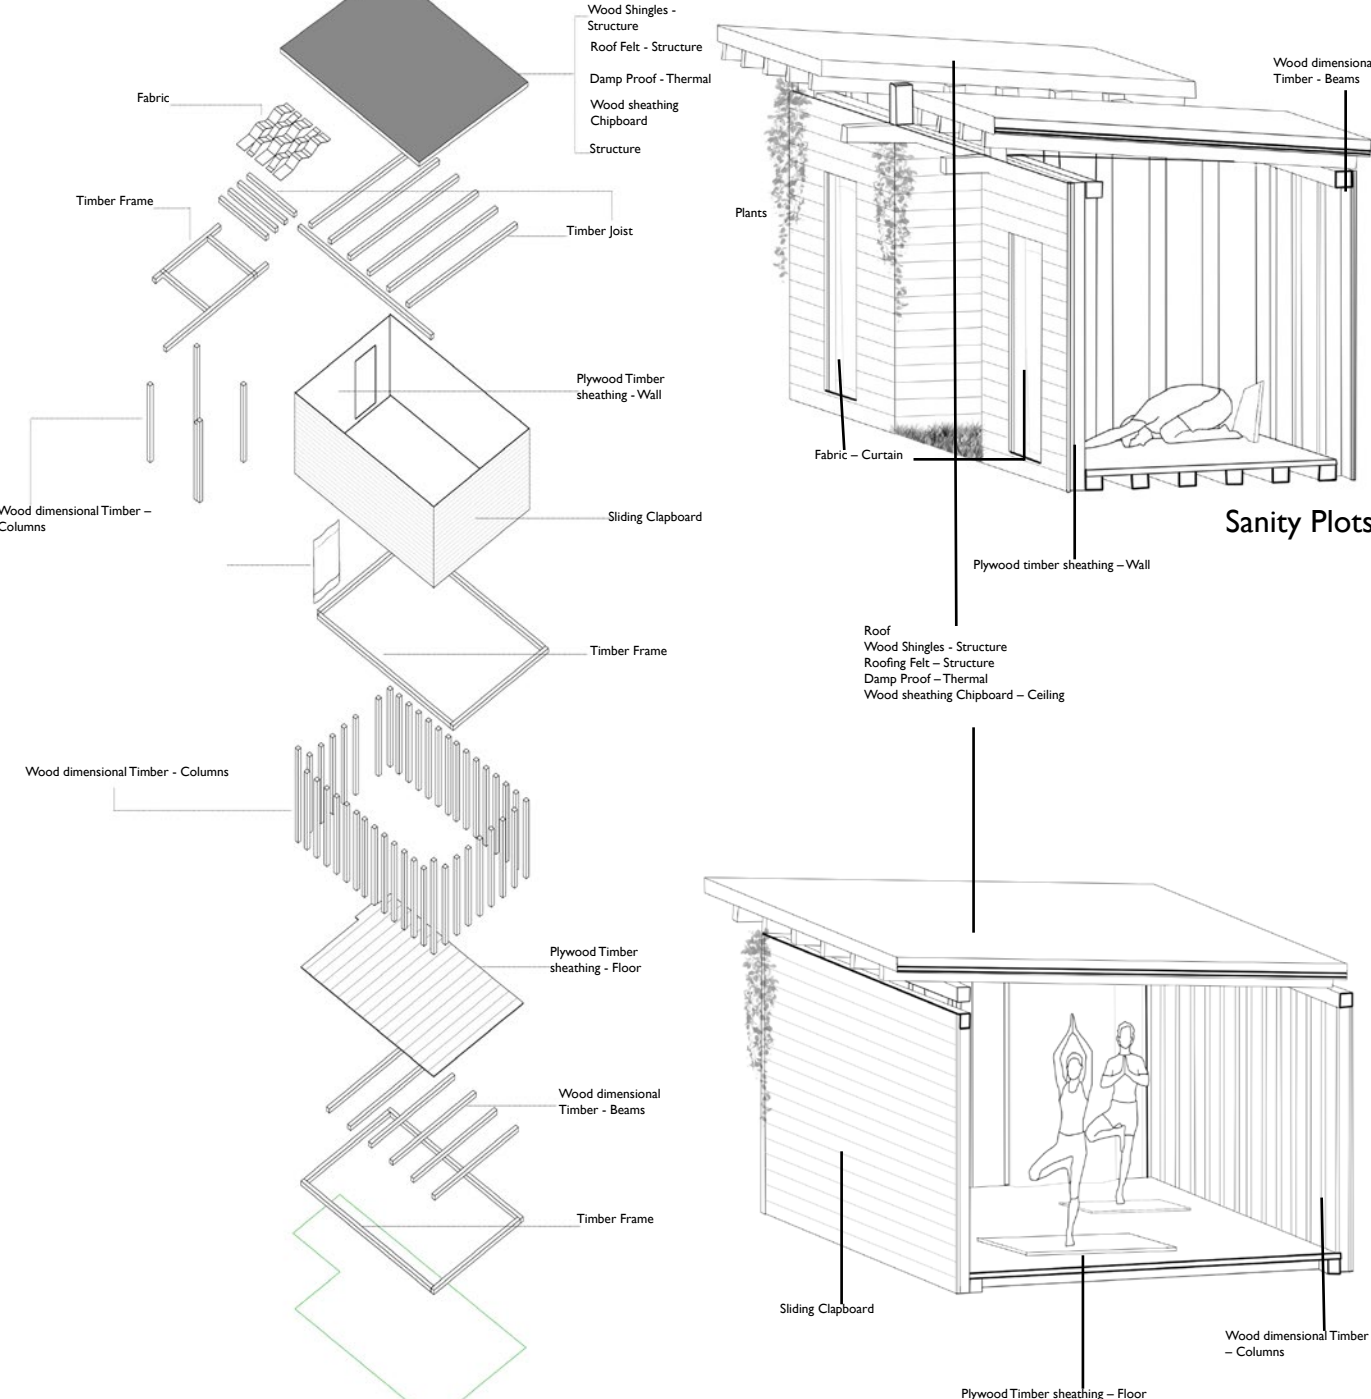 Wood Shingles -
Structure
Roof Felt - Structure
Damp Proof - Thermal
Wood sheathing
Chipboard
Structure
Fabric
Timber Frame
Timber Joist
Plywood Timber
sheathing - Wall
Wood dimensional Timber –
Columns
Sliding Clapboard
Timber Frame
Wood dimensional Timber - Columns
Plywood Timber
sheathing - Floor
Wood dimensional
Timber - Beams
Timber Frame
Wood dimensiona
Timber - Beams
Plants
Fabric – Curtain
Sanity Plots
Plywood timber sheathing – Wall
Roof
Wood Shingles - Structure
Roofing Felt – Structure
Damp Proof – Thermal
Wood sheathing Chipboard – Ceiling
Sliding Clapboard
Wood dimensional Timber
– Columns
Plywood Timber sheathing – Floor